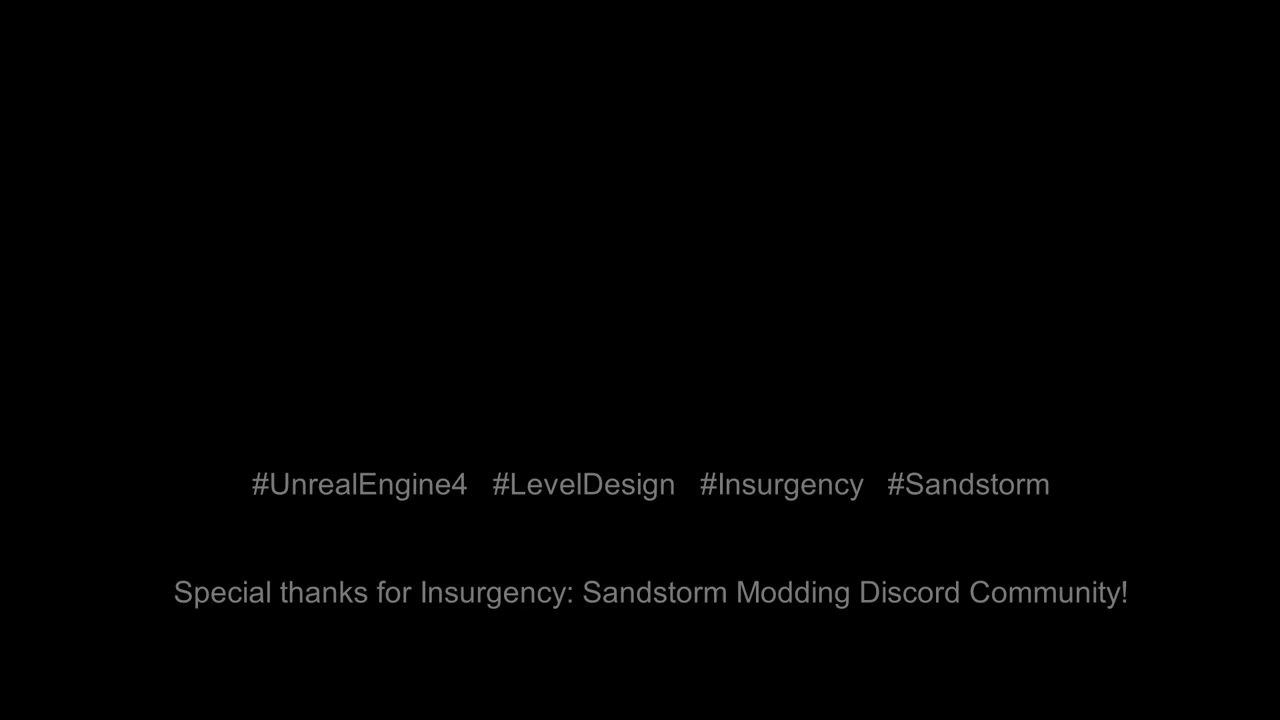 #UnrealEngine4 #LevelDesign #Insurgency #Sandstorm
Special thanks for Insurgency: Sandstorm Modding Discord Community!